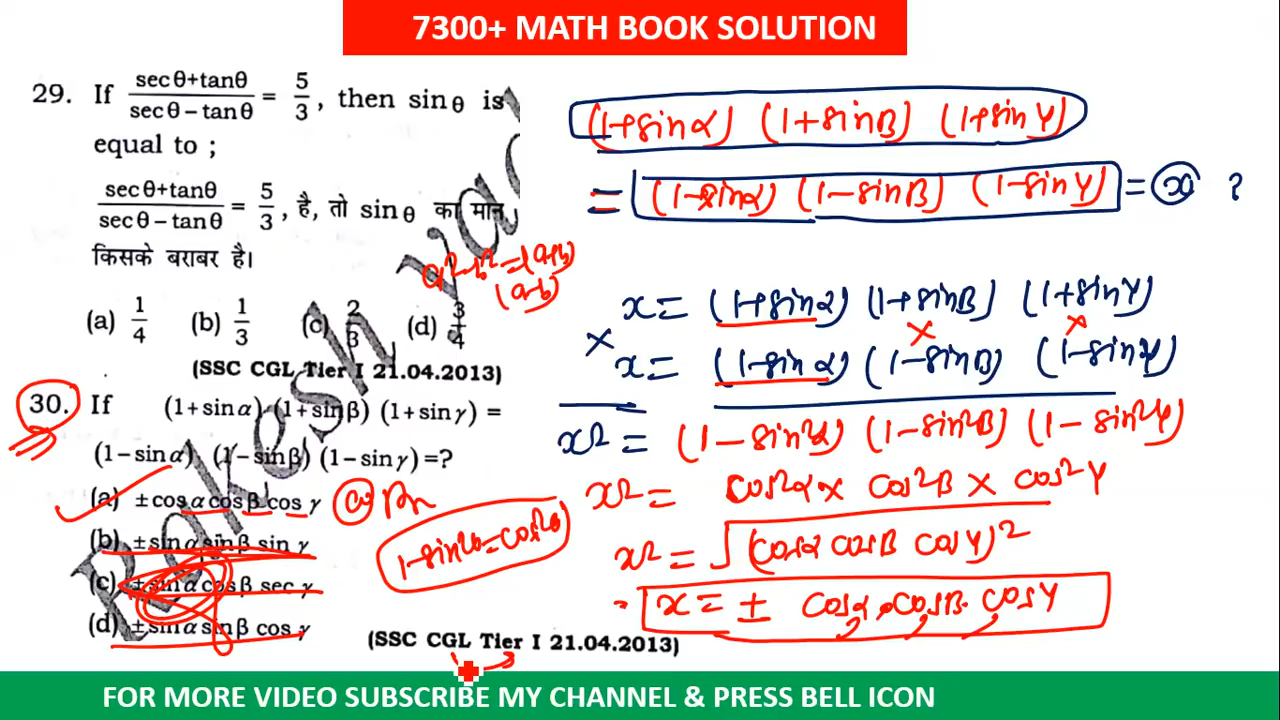 7300+ MATH BOOK SOLUTION
29. If (secθ+tanθ)/(secθ−tanθ) = 5/3, then sinθ is
equal to ;
(secθ+tanθ)/(secθ−tanθ) = 5/3, है, तो sinθ का मान
किसके बराबर है।
(a) 1/4 (b) 1/3 (c) 2/3 (d) 3/4
(SSC CGL Tier I 21.04.2013)
30. If (1+sinα) (1+sinβ) (1+sinγ) =
(1−sinα) (1−sinβ) (1−sinγ) =?
(a) ±cosα cosβ cosγ
(b) ±sinα sinβ sinγ
(c) ±sinα cosβ secγ
(d) ±sinα sinβ cosγ
(SSC CGL Tier I 21.04.2013)
Rakesh Yadav
a²−b²=(a+b)
(a−b)
(a) Ans
1−sin²θ=cos²θ
(1+sinα) (1+sinβ) (1+sinγ)
= (1−sinα) (1−sinβ) (1−sinγ) = x ?
x = (1+sinα) (1+sinβ) (1+sinγ)
× x = (1−sinα) (1−sinβ) (1−sinγ)
x² = (1−sin²α) (1−sin²β) (1−sin²γ)
x² = cos²α × cos²β × cos²γ
x² = √(cosα cosβ cosγ)²
x = ± cosα.cosβ.cosγ
FOR MORE VIDEO SUBSCRIBE MY CHANNEL & PRESS BELL ICON